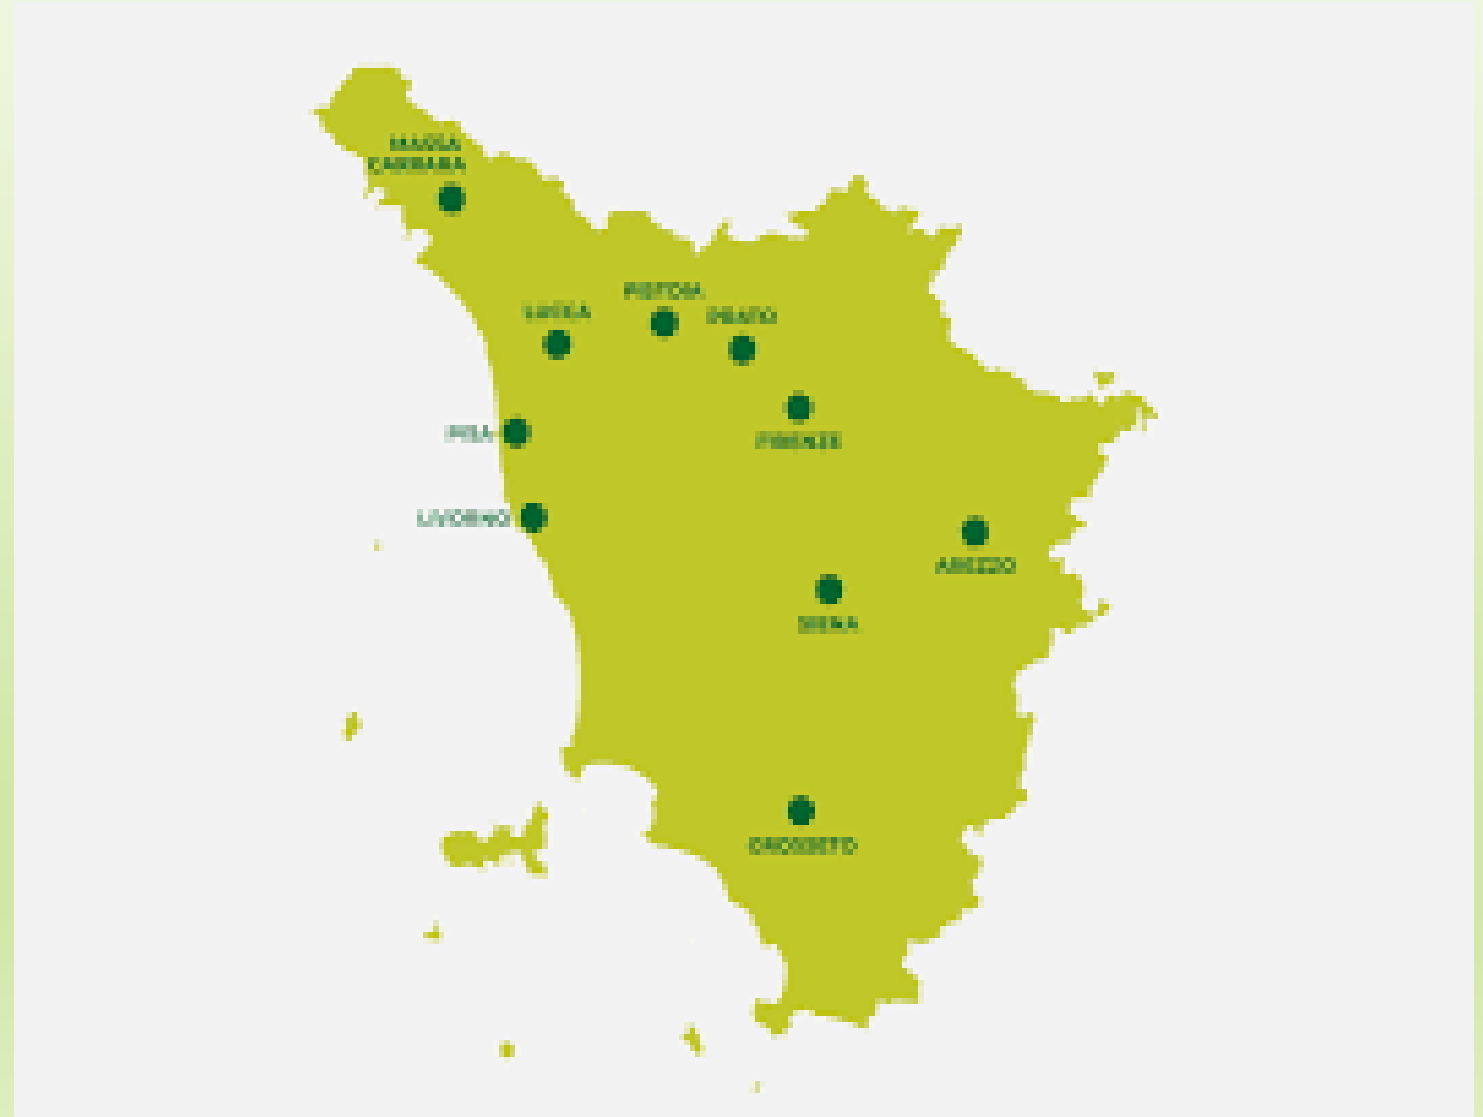 MASSA
CARRARA
PISTOIA
LUCCA
PRATO
PISA
FIRENZE
LIVORNO
AREZZO
SIENA
GROSSETO